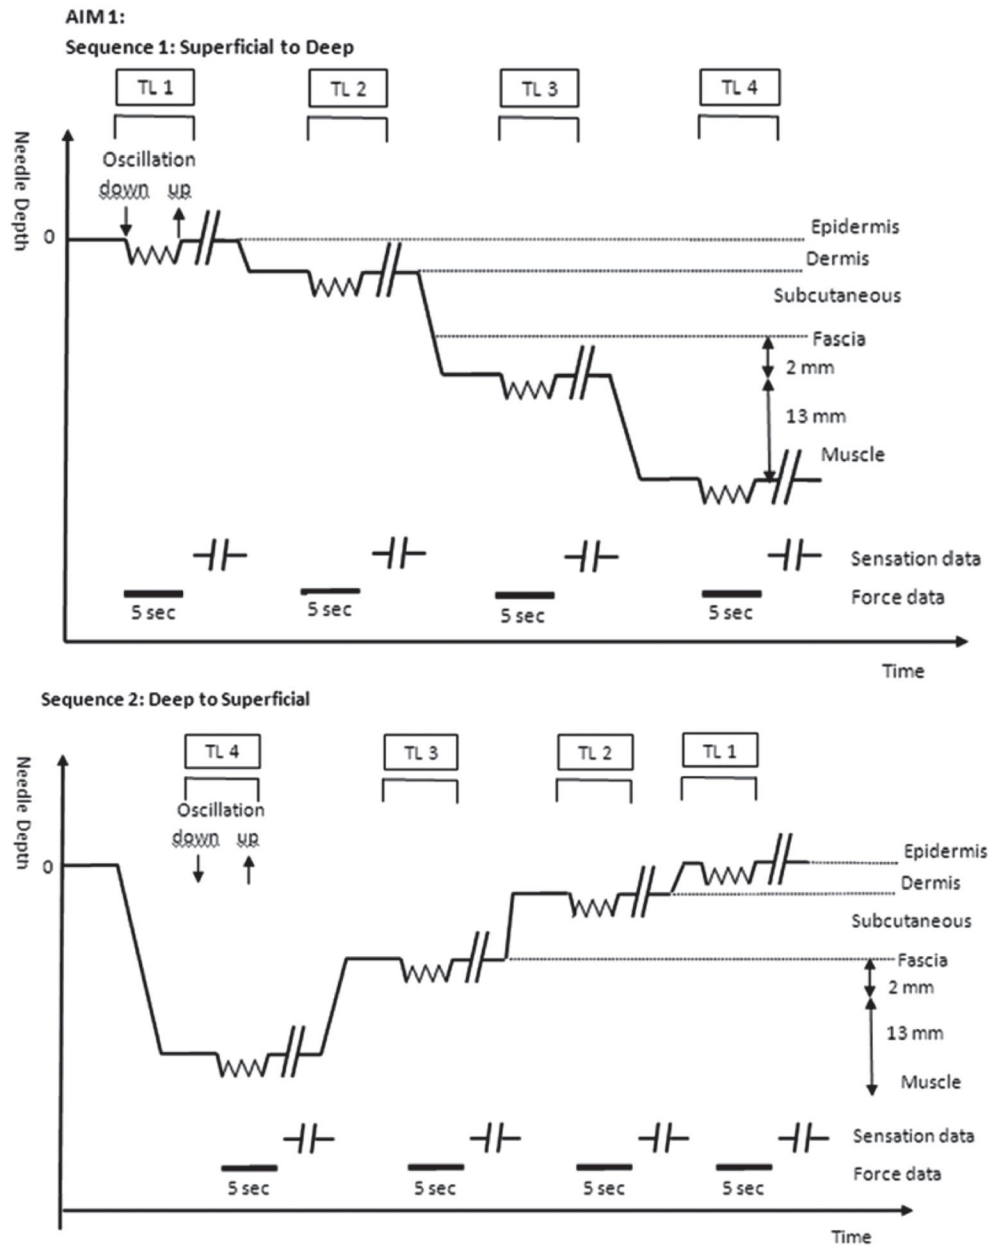 AIM 1:
Sequence 1: Superficial to Deep
TL 1
TL 2
TL 3
TL 4
Needle Depth
Oscillation
down up
0
Epidermis
Dermis
Subcutaneous
Fascia
2 mm
13 mm
Muscle
Sensation data
Force data
5 sec
5 sec
5 sec
5 sec
Time
Sequence 2: Deep to Superficial
TL 4
TL 3
TL 2
TL 1
Needle Depth
Oscillation
down up
0
Epidermis
Dermis
Subcutaneous
Fascia
2 mm
13 mm
Muscle
Sensation data
Force data
5 sec
5 sec
5 sec
5 sec
Time